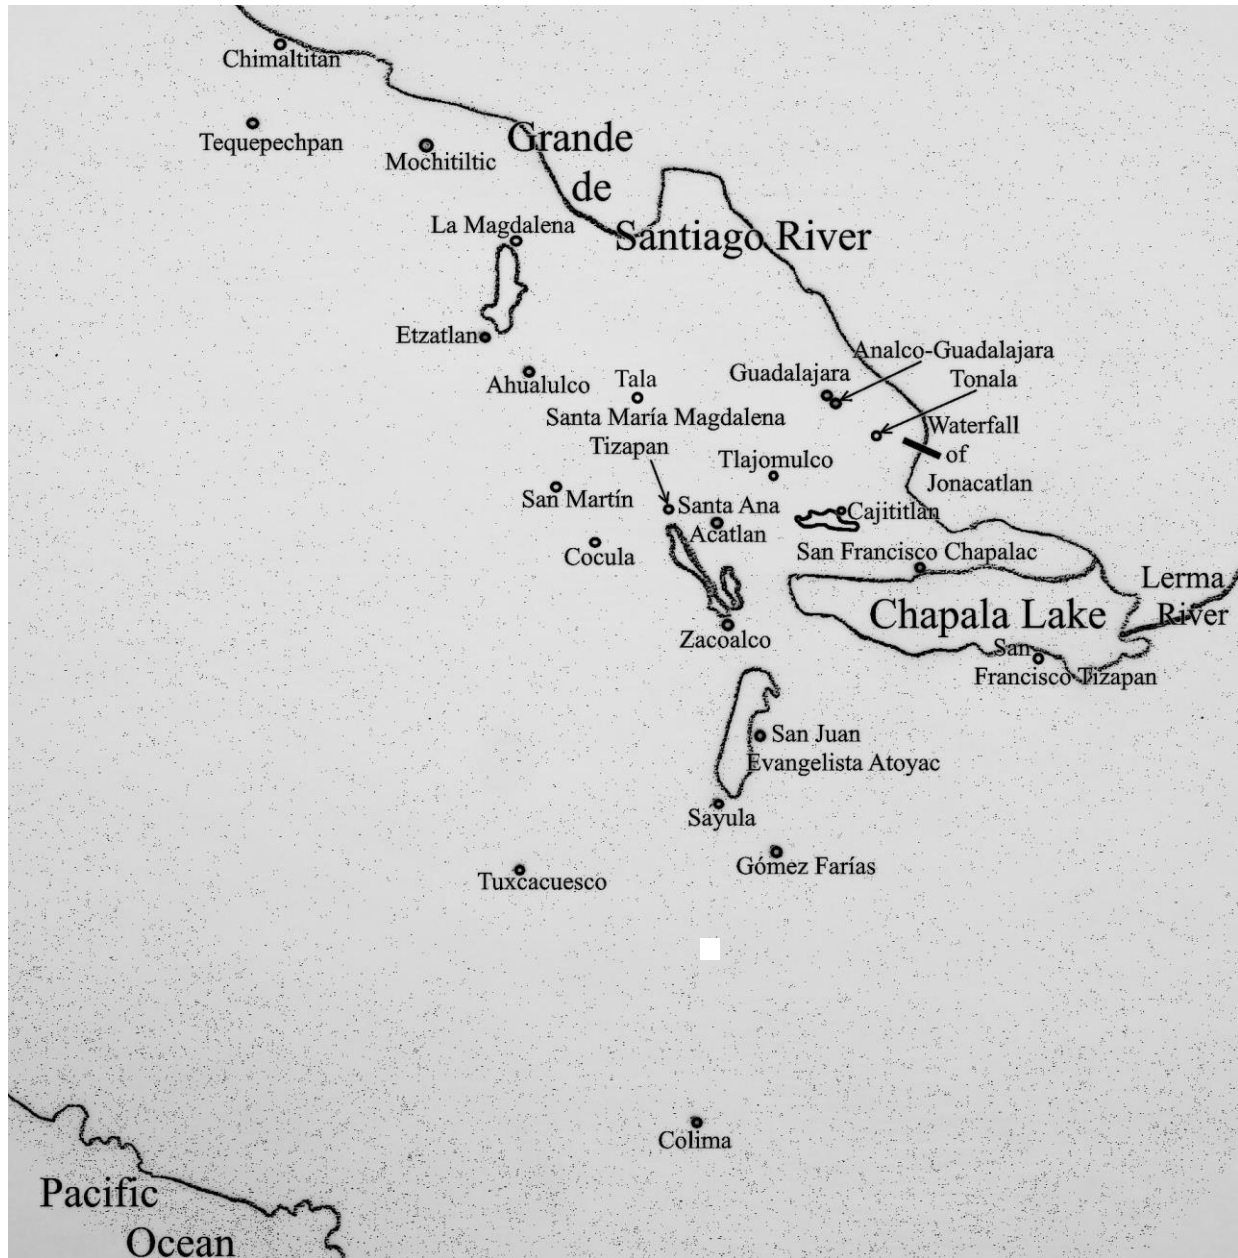 Chimaltitan
Tequepechpan
Mochitiltic
Grande
de
Santiago River
La Magdalena
Etzatlan
Ahualulco
Tala
Santa María Magdalena
Tizapan
Guadalajara
Analco-Guadalajara
Tonala
Waterfall
of
Jonacatlan
Tlajomulco
San Martín
Santa Ana
Acatlan
Cajititlan
Cocula
San Francisco Chapalac
Lerma
River
Chapala Lake
Zacoalco
San
Francisco Tizapan
San Juan
Evangelista Atoyac
Sayula
Gómez Farías
Tuxcacuesco
Colima
Pacific
Ocean